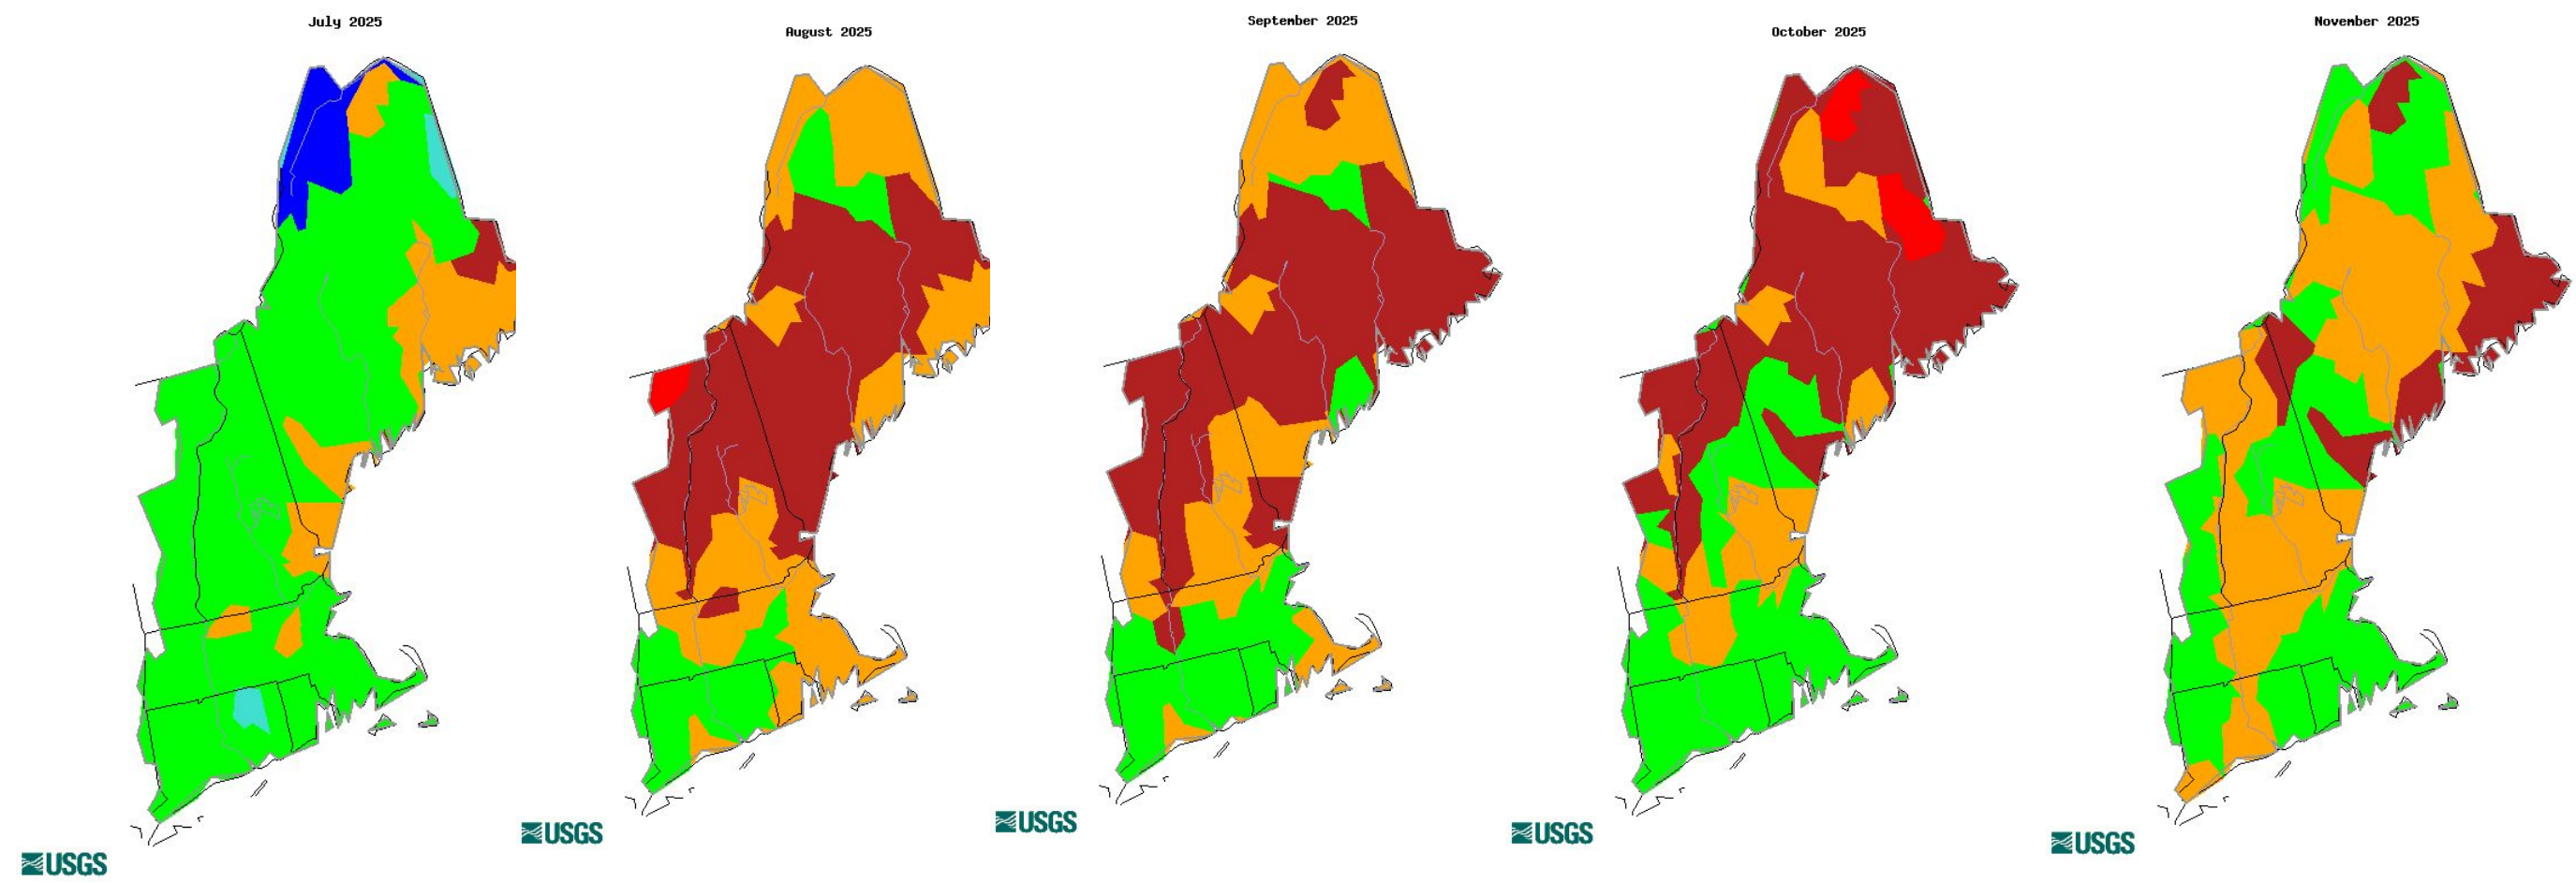 July 2025
August 2025
September 2025
October 2025
November 2025
USGS
USGS
USGS
USGS
USGS